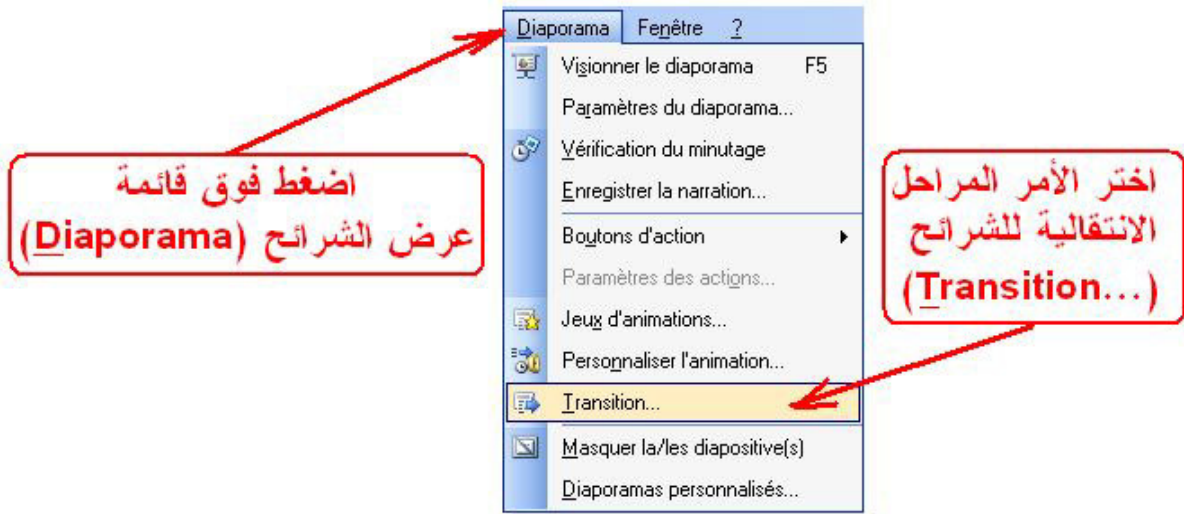 Diaporama Fenêtre ?
Visionner le diaporama F5
Paramètres du diaporama...
Vérification du minutage
Enregistrer la narration...
Boutons d'action
Paramètres des actions...
Jeux d'animations...
Personnaliser l'animation...
Transition...
Masquer la/les diapositive(s)
Diaporamas personnalisés...
اضغط فوق قائمة
عرض الشرائح (Diaporama)
اختر الأمر المراحل
الانتقالية للشرائح
(Transition...)